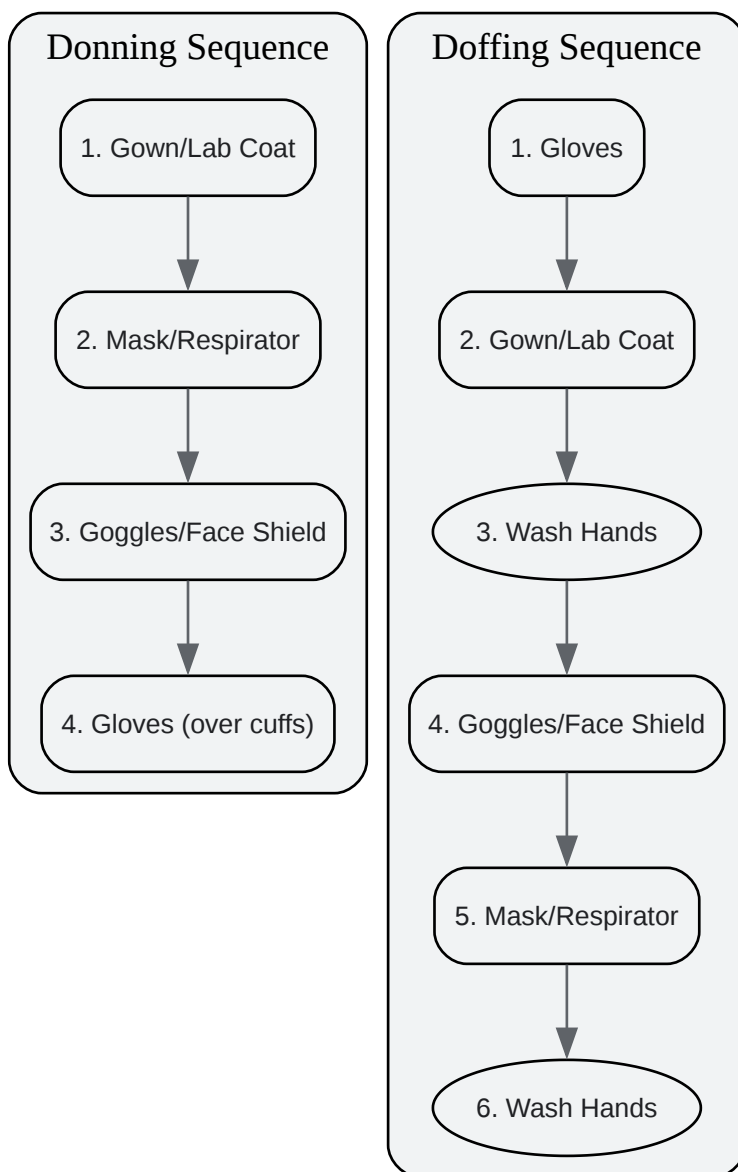 Donning Sequence
1. Gown/Lab Coat
2. Mask/Respirator
3. Goggles/Face Shield
4. Gloves (over cuffs)
Doffing Sequence
1. Gloves
2. Gown/Lab Coat
3. Wash Hands
4. Goggles/Face Shield
5. Mask/Respirator
6. Wash Hands